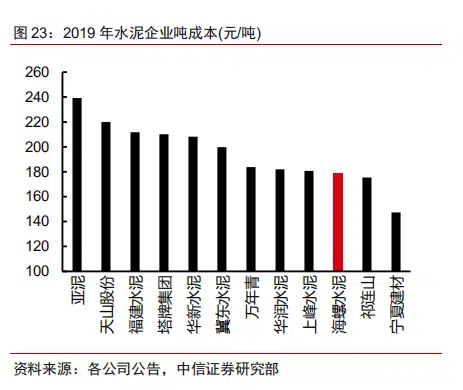 图 23：2019 年水泥企业吨成本(元/吨)
260
240
220
200
180
160
140
120
100
亚泥
天山股份
福建水泥
塔牌集团
华新水泥
冀东水泥
万年青
华润水泥
上峰水泥
海螺水泥
祁连山
宁夏建材
资料来源：各公司公告，中信证券研究部